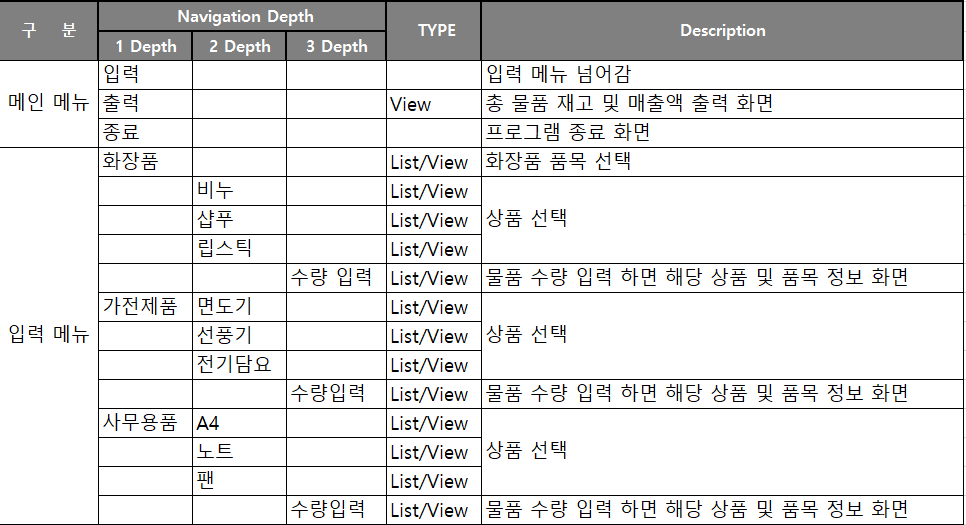 구 분 Navigation Depth TYPE Description
1 Depth 2 Depth 3 Depth
메인 메뉴 입력 입력 메뉴 넘어감
출력 View 총 물품 재고 및 매출액 출력 화면
종료 프로그램 종료 화면
입력 메뉴 화장품 List/View 화장품 품목 선택
비누 List/View 상품 선택
샵푸 List/View
립스틱 List/View
수량 입력 List/View 물품 수량 입력 하면 해당 상품 및 품목 정보 화면
가전제품 면도기 List/View 상품 선택
선풍기 List/View
전기담요 List/View
수량입력 List/View 물품 수량 입력 하면 해당 상품 및 품목 정보 화면
사무용품 A4 List/View 상품 선택
노트 List/View
팬 List/View
수량입력 List/View 물품 수량 입력 하면 해당 상품 및 품목 정보 화면